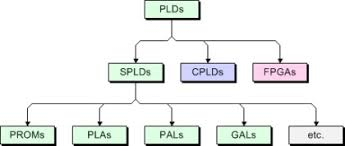 PLDs
SPLDs CPLDs FPGAs
PROMs PLAs PALs GALs etc.